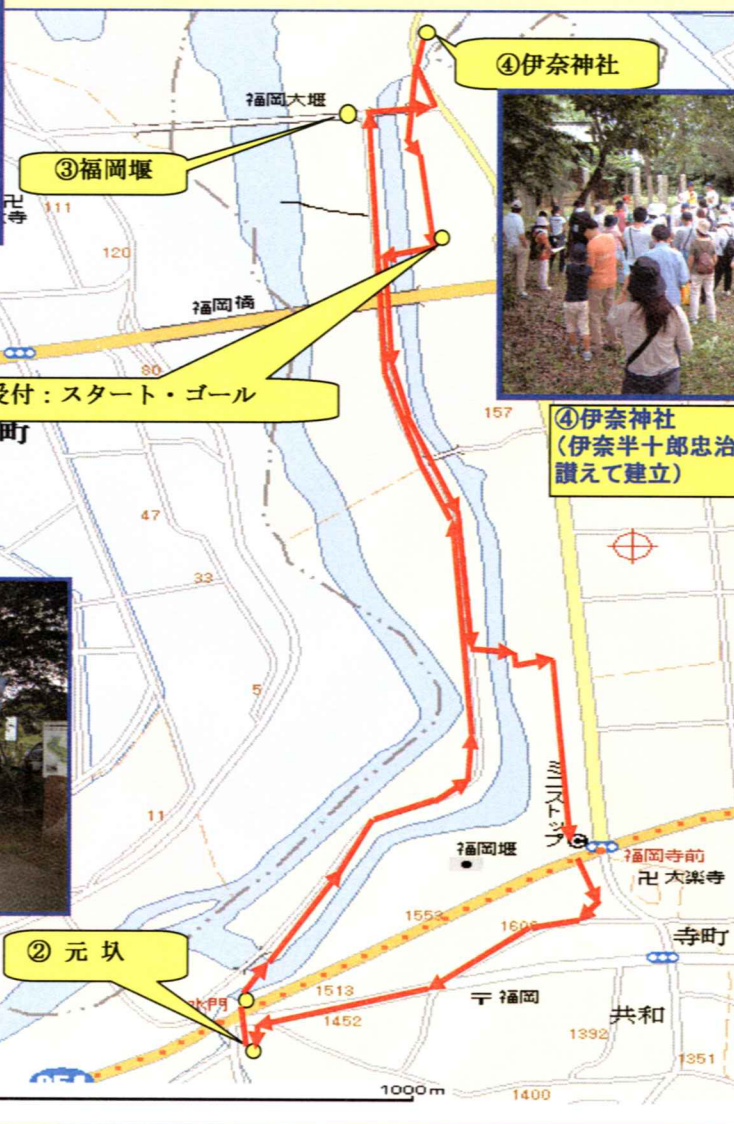 ④伊奈神社
福岡大堰
③福岡堰
卍
寺
111
120
福岡橋
80
受付：スタート・ゴール
町
157
④伊奈神社
（伊奈半十郎忠治
讃えて建立）
47
33
5
11
ミニストップ
福岡堰
福岡寺前
卍 大楽寺
1553
寺町
② 元 圦
水門
1513
〒福岡
1452
共和
1392
1351
1000m
1400